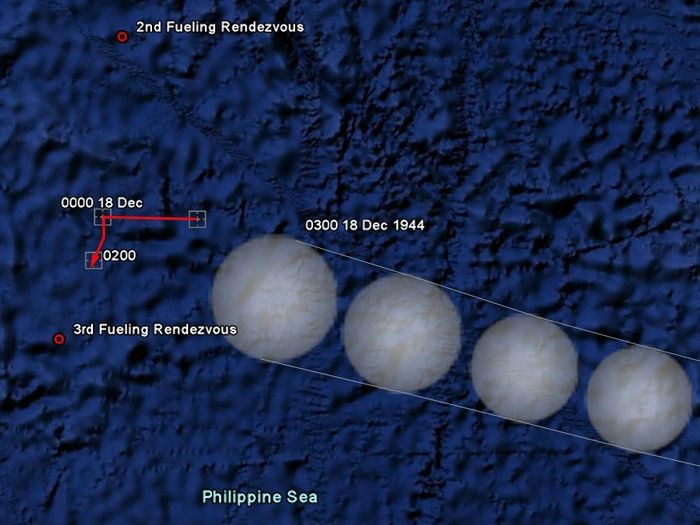 2nd Fueling Rendezvous
0000 18 Dec
0300 18 Dec 1944
0200
3rd Fueling Rendezvous
Philippine Sea